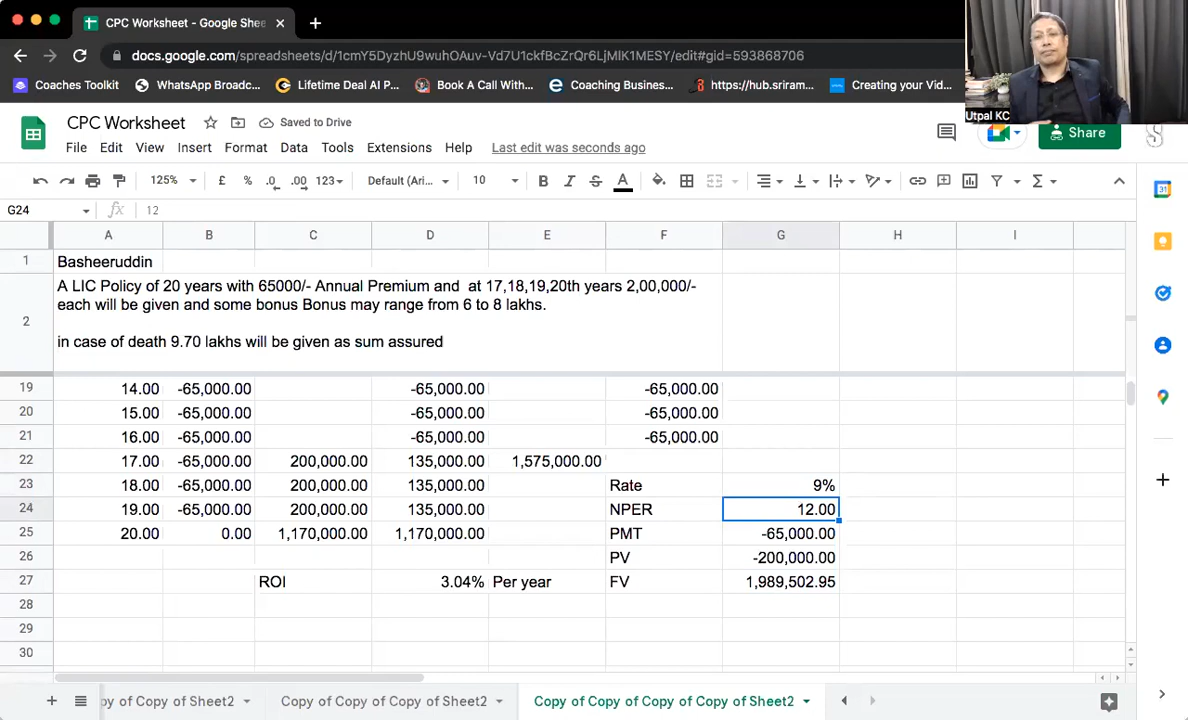 CPC Worksheet - Google Shee
docs.google.com/spreadsheets/d/1chY5DyzhU9wuhOAuv-Vd7U1ckfBcZrQr6LjMlK1MESY/edit#gid=593868706
Coaches Toolkit WhatsApp Broadc... Lifetime Deal AI P... Book A Call With... Coaching Business... https://hub.sriram... Creating your Vid..
Utpal KC
CPC Worksheet Saved to Drive
Share
File Edit View Insert Format Data Tools Extensions Help Last edit was seconds ago
125% £ % .0 .00 123 Default (Ari... 10 B I S A
31
G24 fx 12
A B C D E F G H I
1 Basheeruddin
A LIC Policy of 20 years with 65000/- Annual Premium and at 17,18,19,20th years 2,00,000/-
each will be given and some bonus Bonus may range from 6 to 8 lakhs.
2
in case of death 9.70 lakhs will be given as sum assured
19 14.00 -65,000.00 -65,000.00 -65,000.00
20 15.00 -65,000.00 -65,000.00 -65,000.00
21 16.00 -65,000.00 -65,000.00 -65,000.00
22 17.00 -65,000.00 200,000.00 135,000.00 1,575,000.00
23 18.00 -65,000.00 200,000.00 135,000.00 Rate 9%
24 19.00 -65,000.00 200,000.00 135,000.00 NPER 12.00
25 20.00 0.00 1,170,000.00 1,170,000.00 PMT -65,000.00
26 PV -200,000.00
27 ROI 3.04% Per year FV 1,989,502.95
28
29
30
py of Copy of Sheet2 Copy of Copy of Copy of Sheet2 Copy of Copy of Copy of Copy of Sheet2